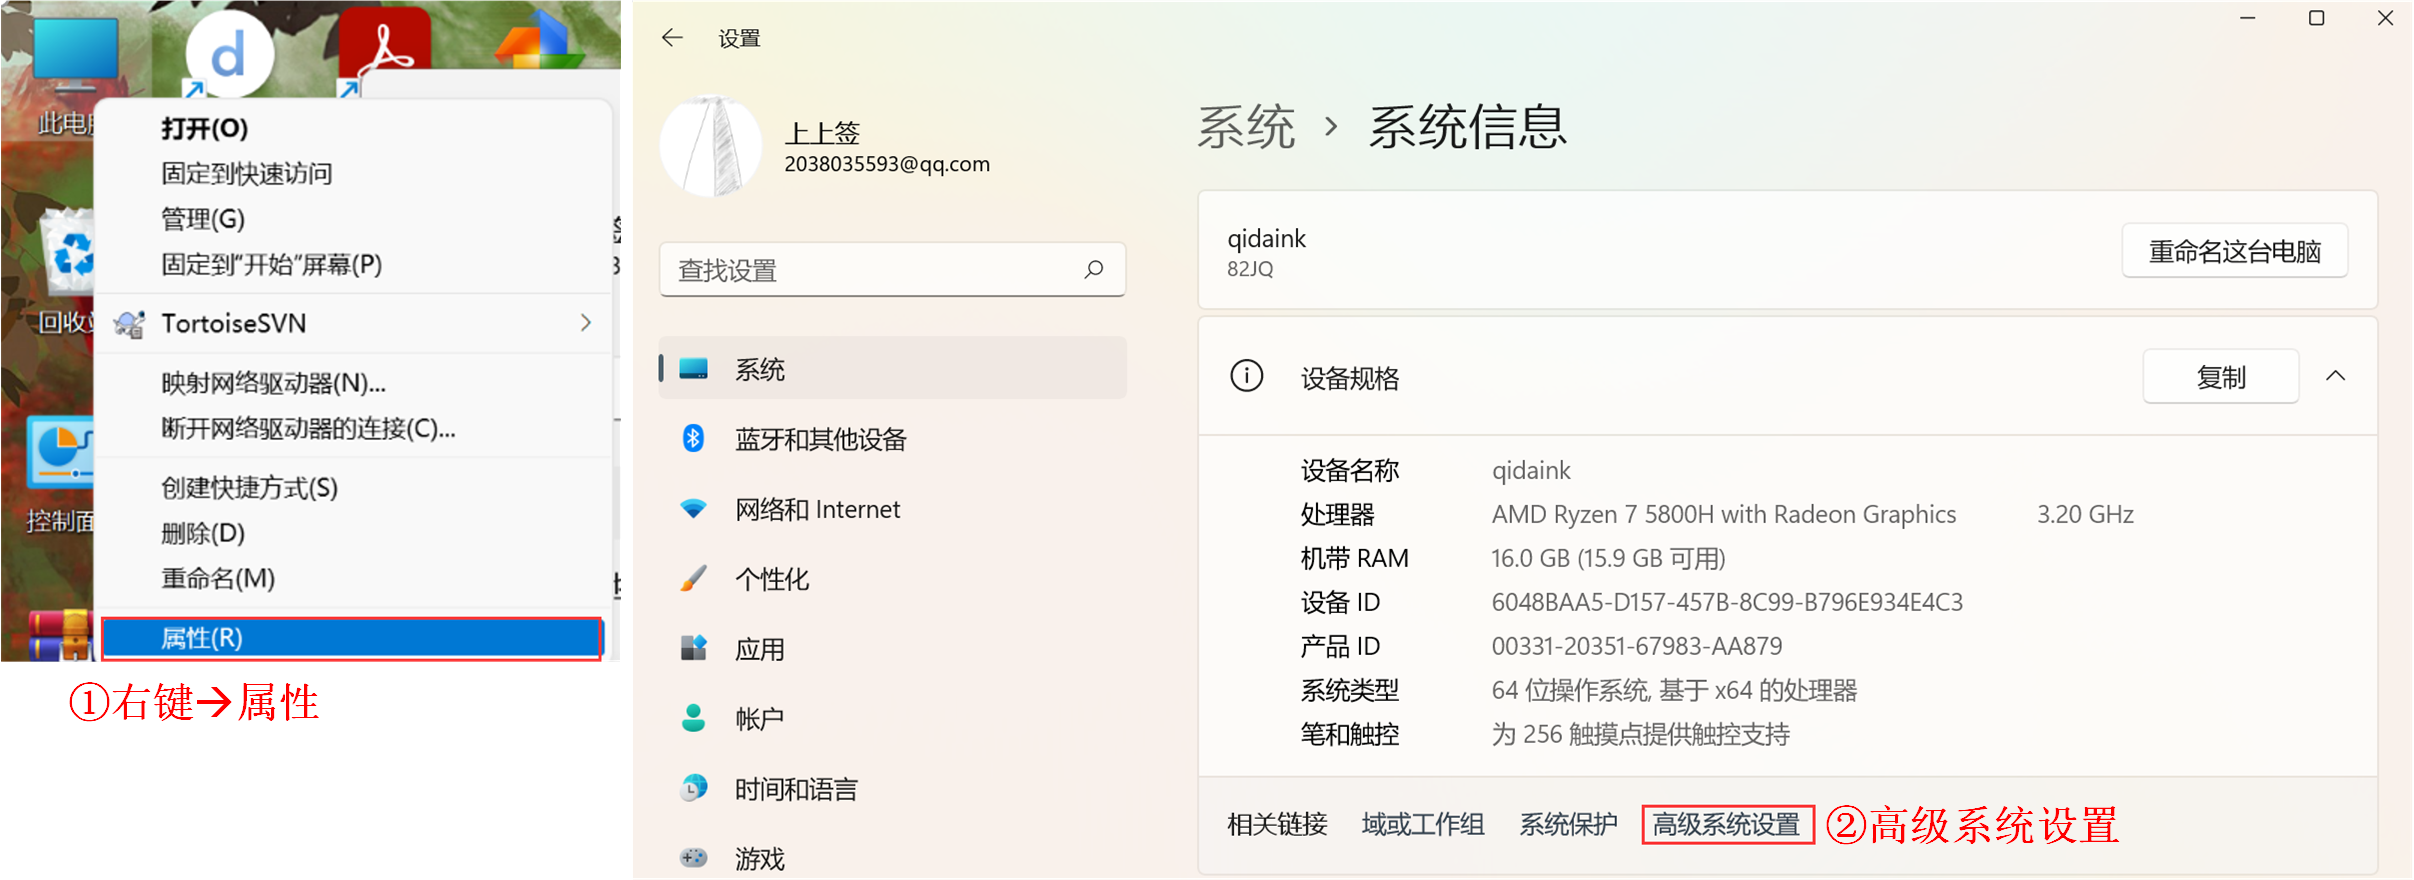 此电脑
打开(O)
固定到快速访问
管理(G)
固定到“开始”屏幕(P)
回收站
TortoiseSVN
映射网络驱动器(N)...
断开网络驱动器的连接(C)...
创建快捷方式(S)
控制面
删除(D)
重命名(M)
属性(R)
①右键→属性
设置
上上签
2038035593@qq.com
查找设置
系统
蓝牙和其他设备
网络和 Internet
个性化
应用
帐户
时间和语言
游戏
系统 › 系统信息
qidaink
82JQ
重命名这台电脑
设备规格
复制
设备名称 qidaink
处理器 AMD Ryzen 7 5800H with Radeon Graphics 3.20 GHz
机带 RAM 16.0 GB (15.9 GB 可用)
设备 ID 6048BAA5-D157-457B-8C99-B796E934E4C3
产品 ID 00331-20351-67983-AA879
系统类型 64 位操作系统, 基于 x64 的处理器
笔和触控 为 256 触摸点提供触控支持
相关链接 域或工作组 系统保护 高级系统设置 ②高级系统设置